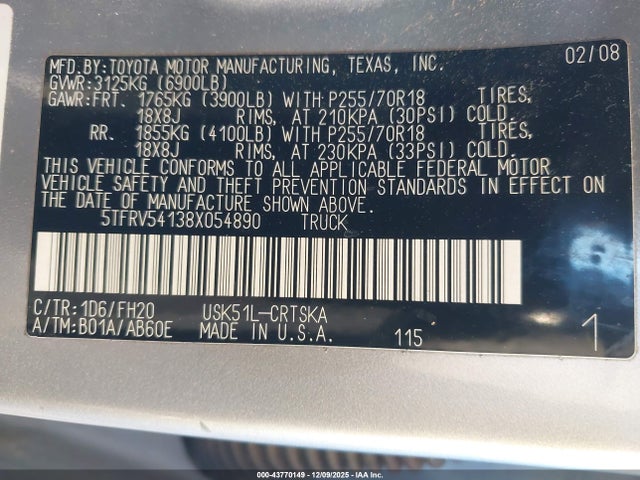 MFD.BY:TOYOTA MOTOR MANUFACTURING, TEXAS, INC. 02/08
GVWR:3125KG (6900LB)
GAWR:FRT. 1765KG (3900LB) WITH P255/70R18 TIRES,
18X8J RIMS, AT 210KPA (30PSI) COLD.
RR. 1855KG (4100LB) WITH P255/70R18 TIRES,
18X8J RIMS, AT 230KPA (33PSI) COLD.
THIS VEHICLE CONFORMS TO ALL APPLICABLE FEDERAL MOTOR
VEHICLE SAFETY AND THEFT PREVENTION STANDARDS IN EFFECT ON
THE DATE OF MANUFACTURE SHOWN ABOVE.
5TFRV54138X054890 TRUCK
C/TR:1D6/FH20 USK51L-CRTSKA
A/TM:B01A/AB60E MADE IN U.S.A. 115 1
000-43770149 - 12/09/2025 - IAA Inc.